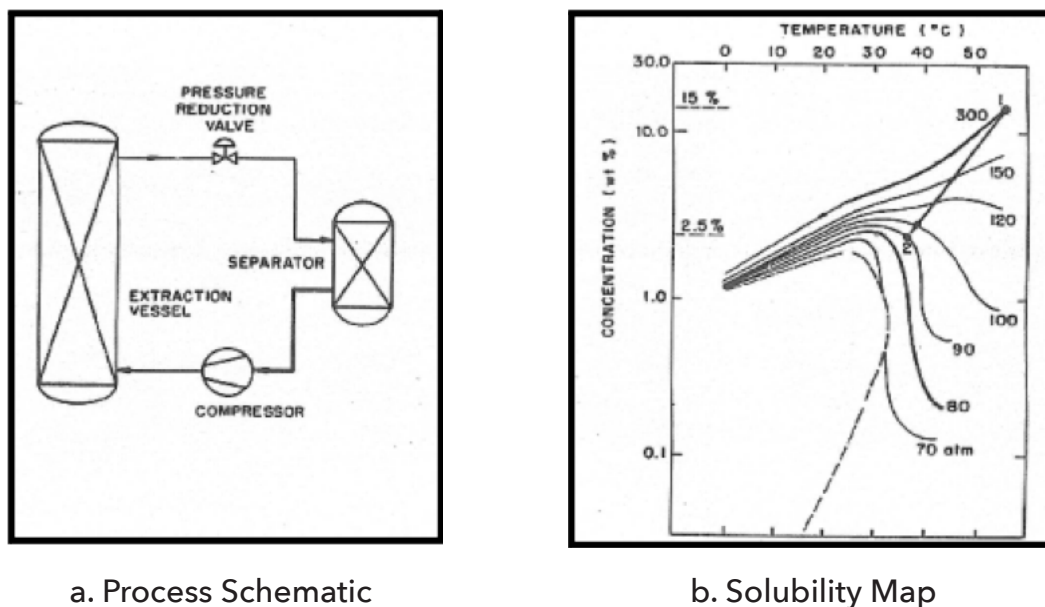 PRESSURE
REDUCTION
VALVE
SEPARATOR
EXTRACTION
VESSEL
COMPRESSOR
a. Process Schematic
TEMPERATURE (°C)
0 10 20 30 40 50
30.0
15 %
10.0
2.5%
1.0
0.1
CONCENTRATION (wt %)
1
300
150
120
2
100
90
80
70 atm
b. Solubility Map